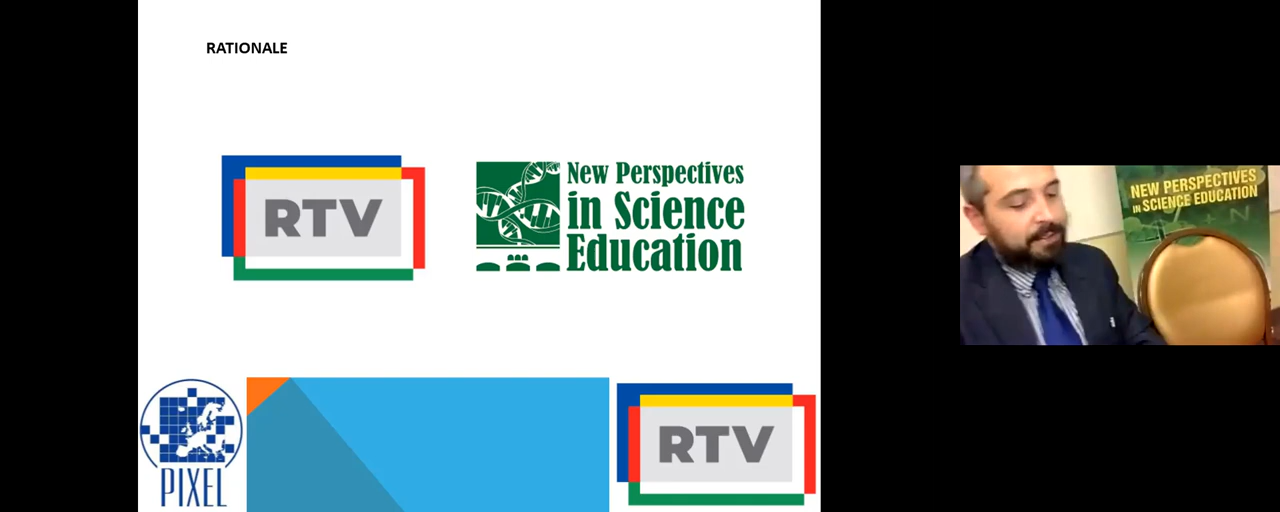 RATIONALE
RTV
New Perspectives
in Science
Education
PIXEL
RTV
NEW PERSPECTIVES
IN SCIENCE EDUCATION